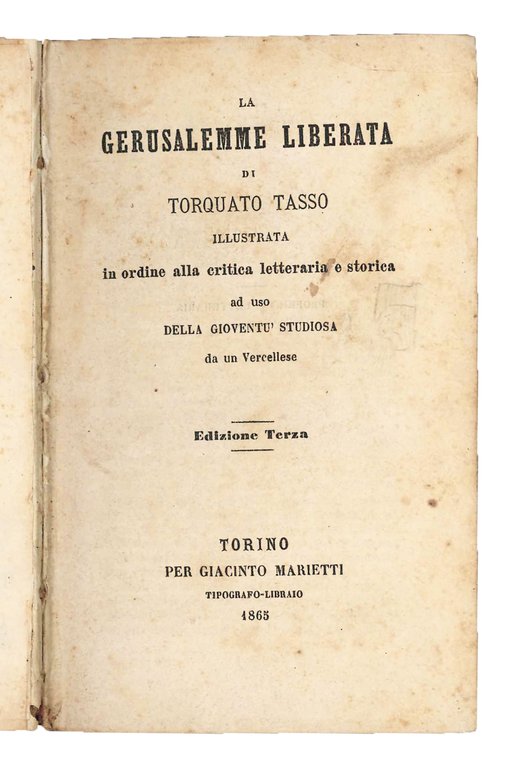 LA
GERUSALEMME LIBERATA
DI
TORQUATO TASSO
ILLUSTRATA
in ordine alla critica letteraria e storica
ad uso
DELLA GIOVENTU' STUDIOSA
da un Vercellese
Edizione Terza
TORINO
PER GIACINTO MARIETTI
TIPOGRAFO-LIBRAIO
1865